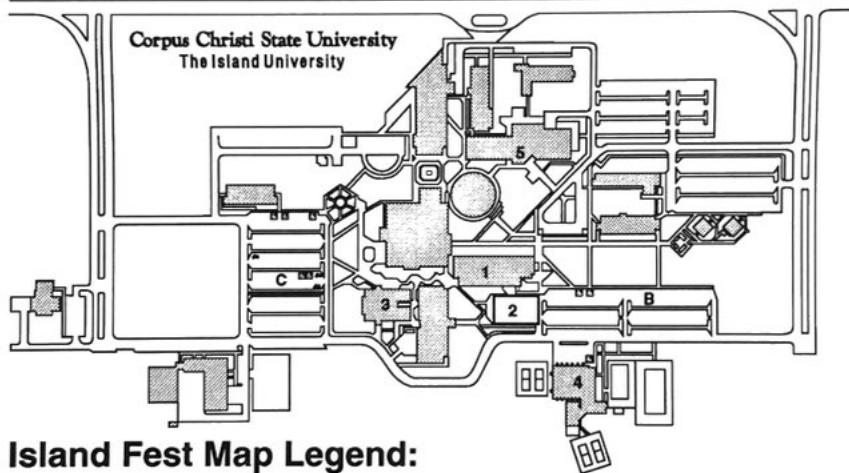 Corpus Christi State University
The Island University
5
1
C
B
3
2
4
Island Fest Map Legend: